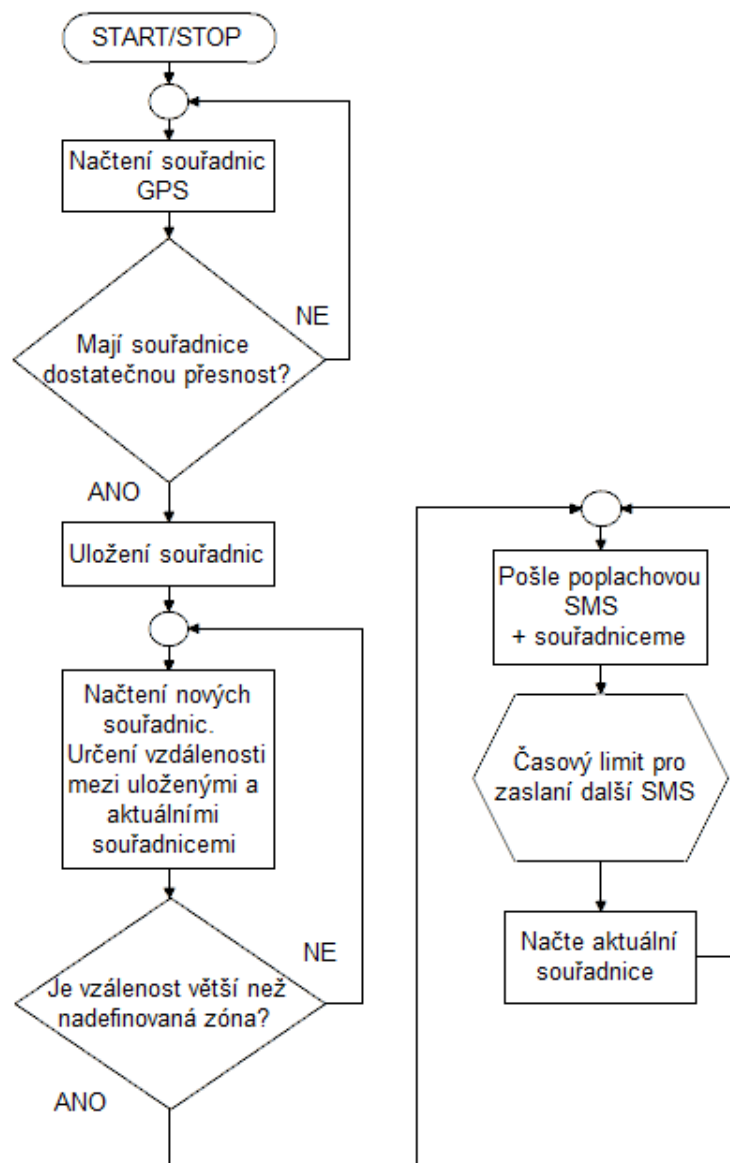 START/STOP
Načtení souřadnic
GPS
NE
Mají souřadnice
dostatečnou přesnost?
ANO
Uložení souřadnic
Načtení nových
souřadnic.
Určení vzdálenosti
mezi uloženými a
aktuálními
souřadnicemi
NE
Je vzálenost větší než
nadefinovaná zóna?
ANO
Pošle poplachovou
SMS
+ souřadniceme
Časový limit pro
zaslaní další SMS
Načte aktuální
souřadnice